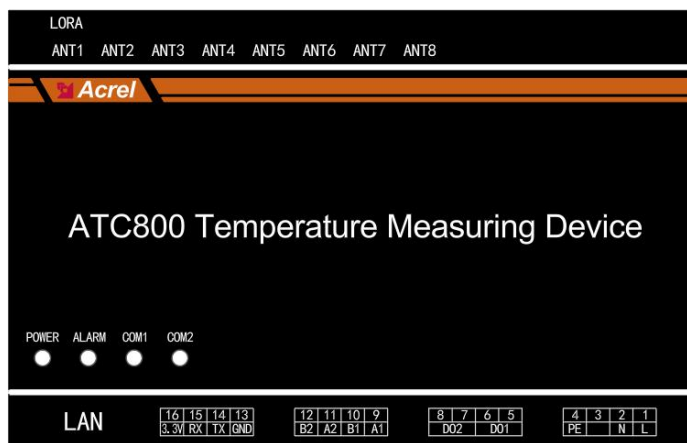 LORA
ANT1 ANT2 ANT3 ANT4 ANT5 ANT6 ANT7 ANT8
Acrel
ATC800 Temperature Measuring Device
POWER ALARM COM1 COM2
LAN
16 15 14 13
3.3V RX TX GND
12 11 10 9
B2 A2 B1 A1
8 7 6 5
DO2 DO1
4 3 2 1
PE N L